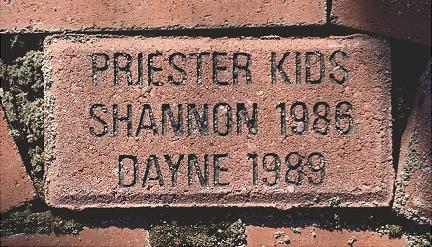 PRIESTER KIDS
SHANNON 1986
DAYNE 1989